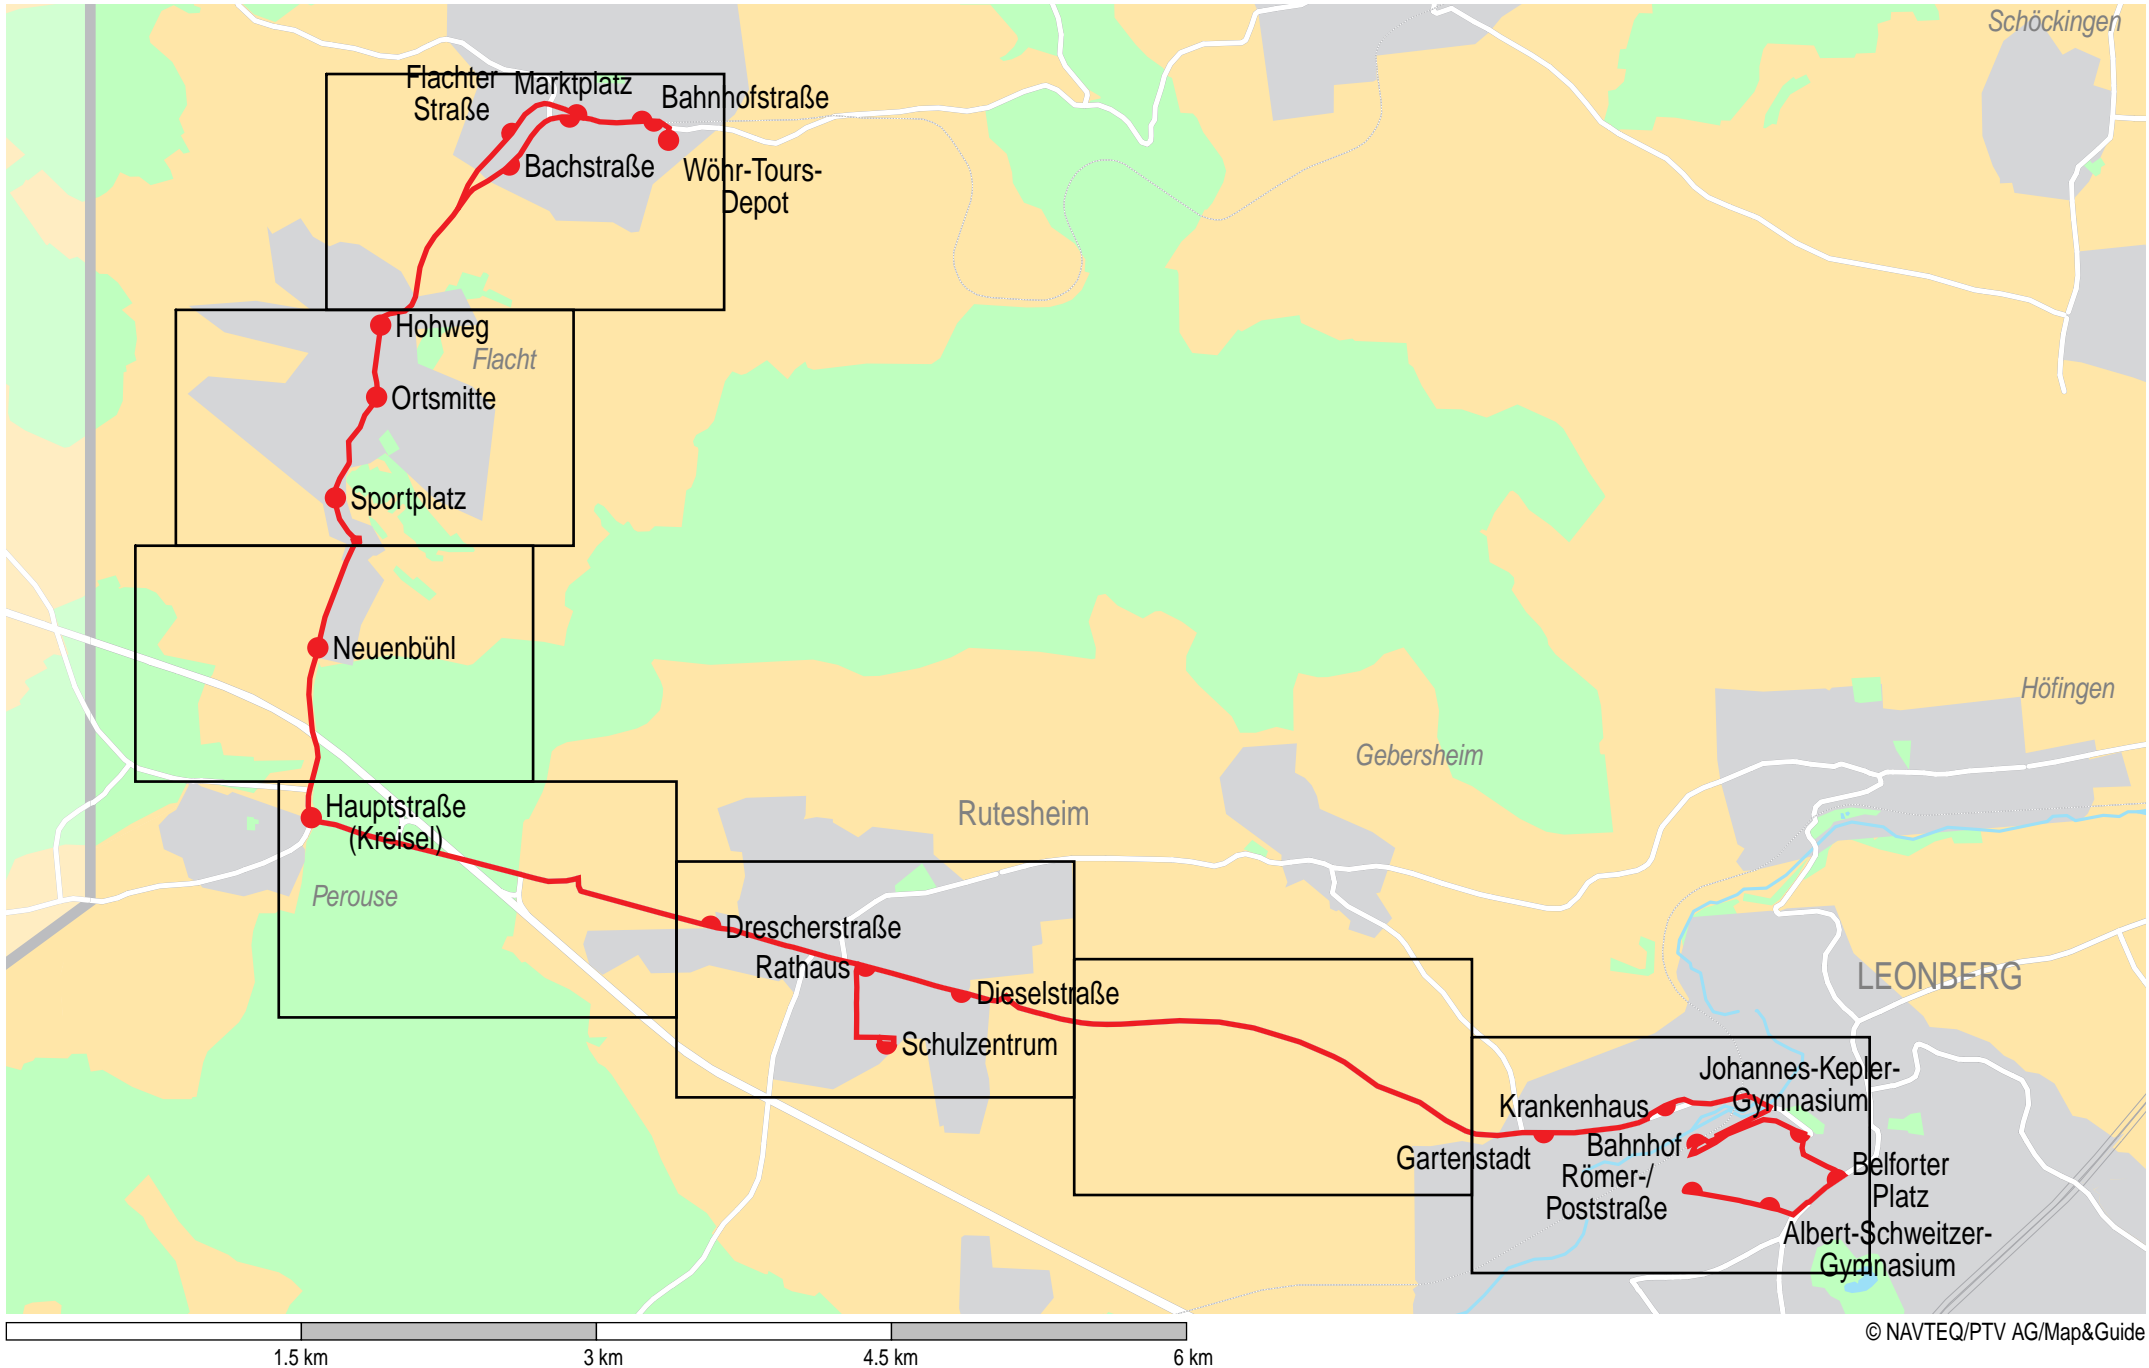 Schöckingen
Flachter
Straße
Marktplatz
Bahnhofstraße
Bachstraße
Wöhr-Tours-
Depot
Hohweg
Flacht
Ortsmitte
Sportplatz
Neuenbühl
Höfingen
Gebersheim
Hauptstraße
(Kreisel)
Rutesheim
Perouse
Drescherstraße
Rathaus
Dieselstraße
LEONBERG
Schulzentrum
Johannes-Kepler-
Gymnasium
Krankenhaus
Gartenstadt
Bahnhof
Römer-/
Poststraße
Belforter
Platz
Albert-Schweitzer-
Gymnasium
© NAVTEQ/PTV AG/Map&Guide
1.5 km
3 km
4.5 km
6 km